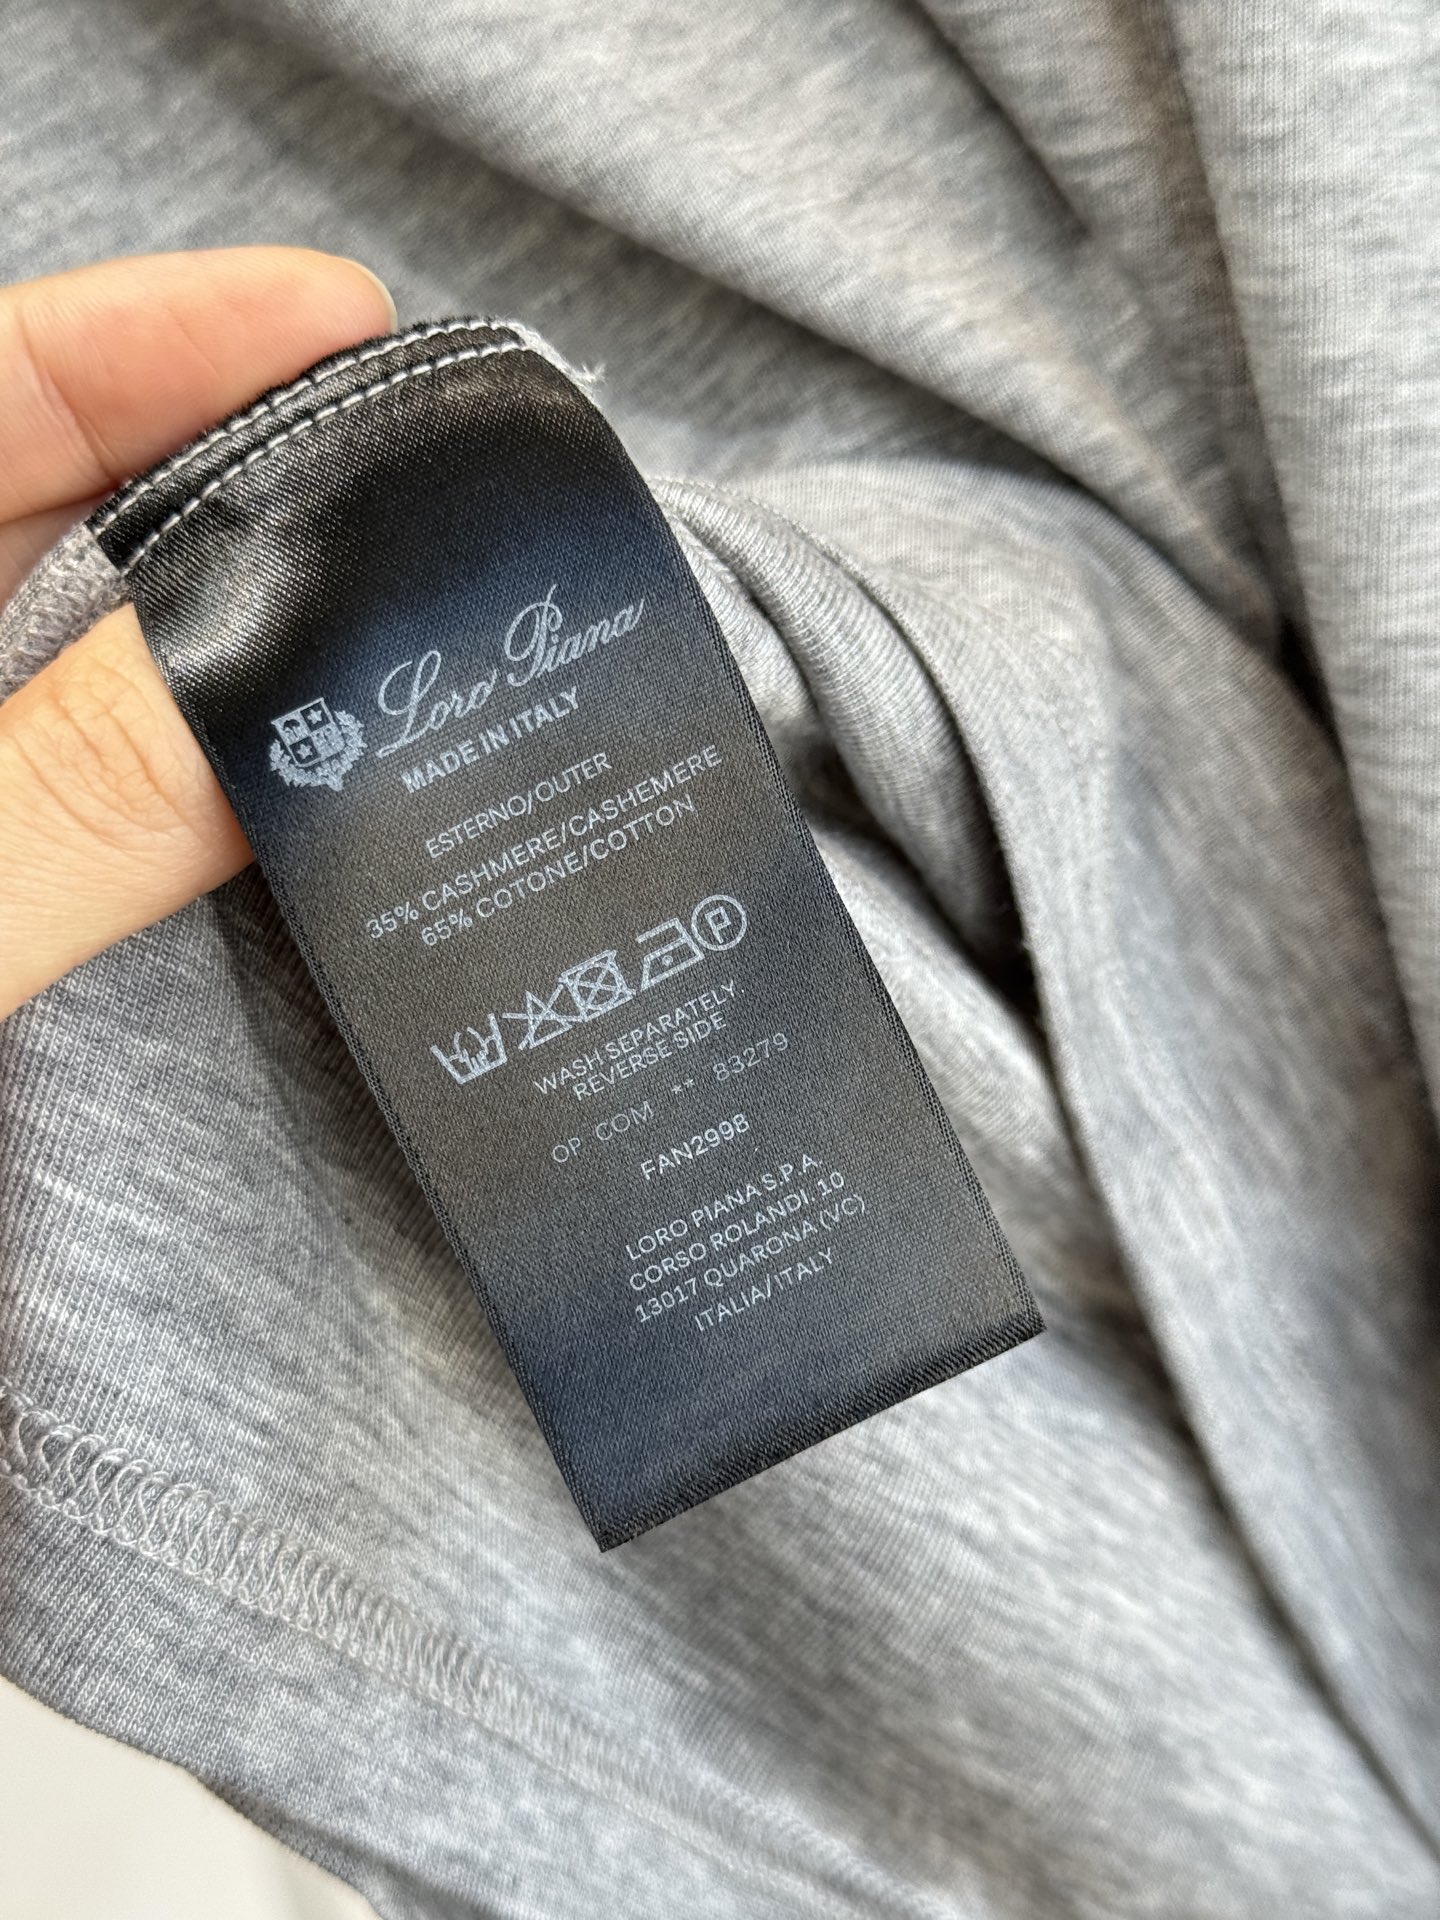 Loro Piana
MADE IN ITALY
ESTERNO/OUTER
35% CASHMERE/CASHEMERE
65% COTONE/COTTON
P
WASH SEPARATELY.
REVERSE SIDE
OP COM ** 83279
FAN2998
LORO PIANA S.P.A.
CORSO ROLANDI. 10
13017 QUARONA (VC)
ITALIA/ITALY